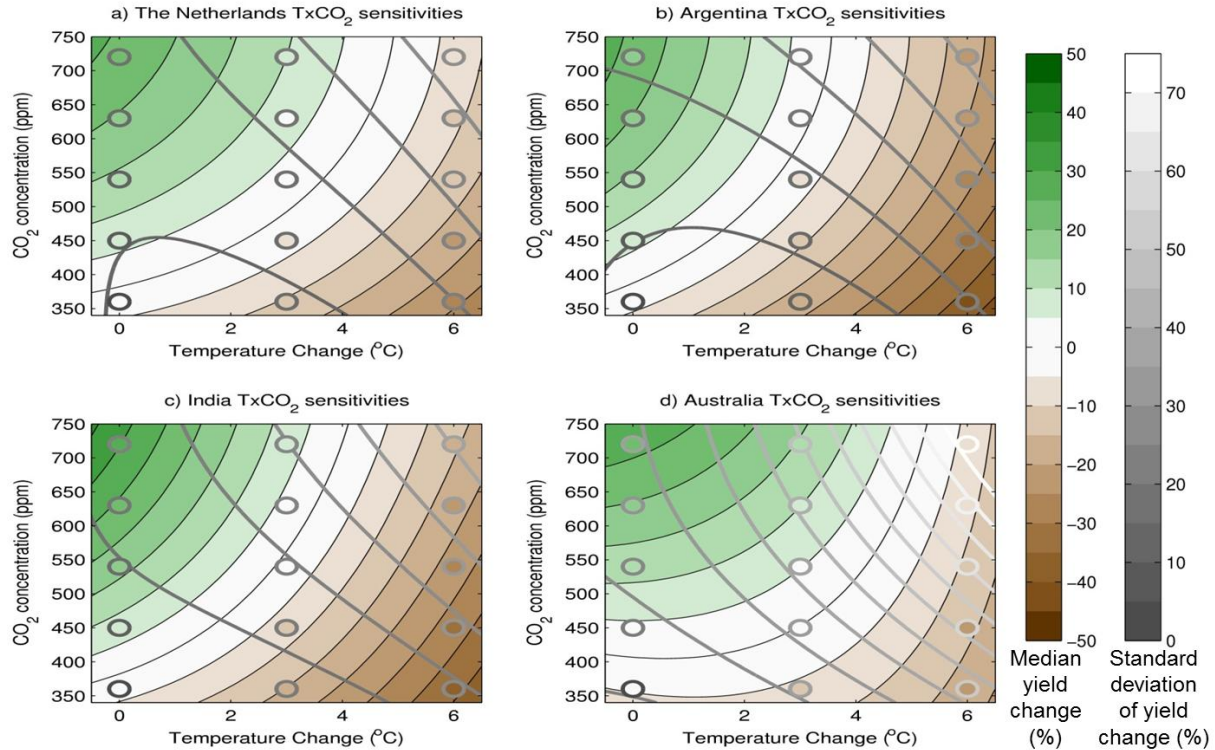 a) The Netherlands TxCO2 sensitivities
750
700
650
600
550
500
450
400
350
CO2 concentration (ppm)
0 2 4 6
Temperature Change (oC)
b) Argentina TxCO2 sensitivities
750
700
650
600
550
500
450
400
350
CO2 concentration (ppm)
0 2 4 6
Temperature Change (oC)
c) India TxCO2 sensitivities
750
700
650
600
550
500
450
400
350
CO2 concentration (ppm)
0 2 4 6
Temperature Change (oC)
d) Australia TxCO2 sensitivities
750
700
650
600
550
500
450
400
350
CO2 concentration (ppm)
0 2 4 6
Temperature Change (oC)
50
40
30
20
10
0
−10
−20
−30
−40
−50
Median
yield
change
(%)
70
60
50
40
30
20
10
0
Standard
deviation
of yield
change (%)